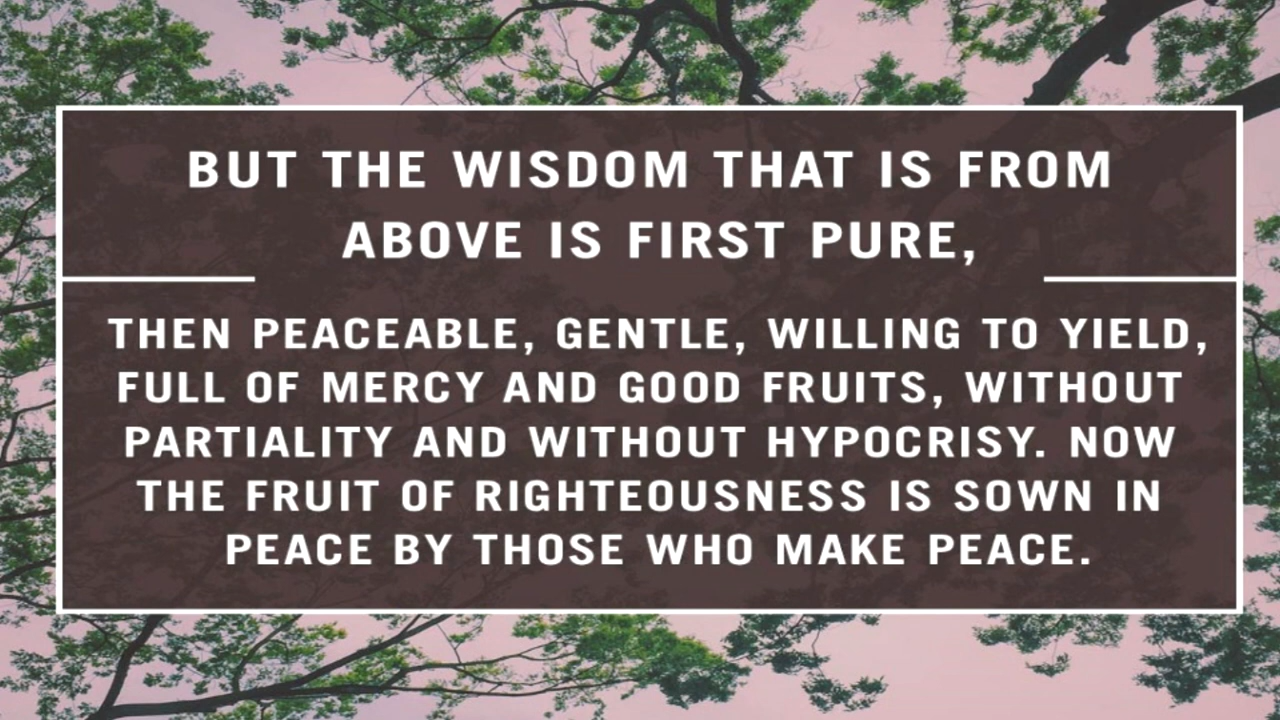 BUT THE WISDOM THAT IS FROM
ABOVE IS FIRST PURE,
THEN PEACEABLE, GENTLE, WILLING TO YIELD,
FULL OF MERCY AND GOOD FRUITS, WITHOUT
PARTIALITY AND WITHOUT HYPOCRISY. NOW
THE FRUIT OF RIGHTEOUSNESS IS SOWN IN
PEACE BY THOSE WHO MAKE PEACE.